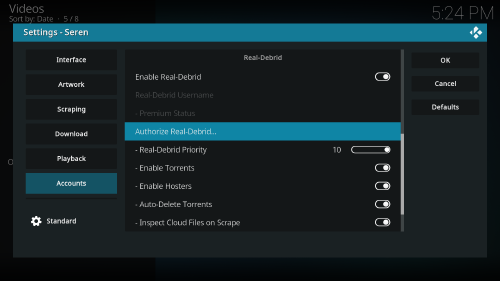 Videos
Sort by: Date · 5 / 8
5:24 PM
Settings - Seren
Interface
Artwork
Scraping
Download
Playback
Accounts
Standard
Real-Debrid
Enable Real-Debrid
Real-Debrid Username
- Premium Status
Authorize Real-Debrid...
- Real-Debrid Priority 10
- Enable Torrents
- Enable Hosters
- Auto-Delete Torrents
- Inspect Cloud Files on Scrape
OK
Cancel
Defaults